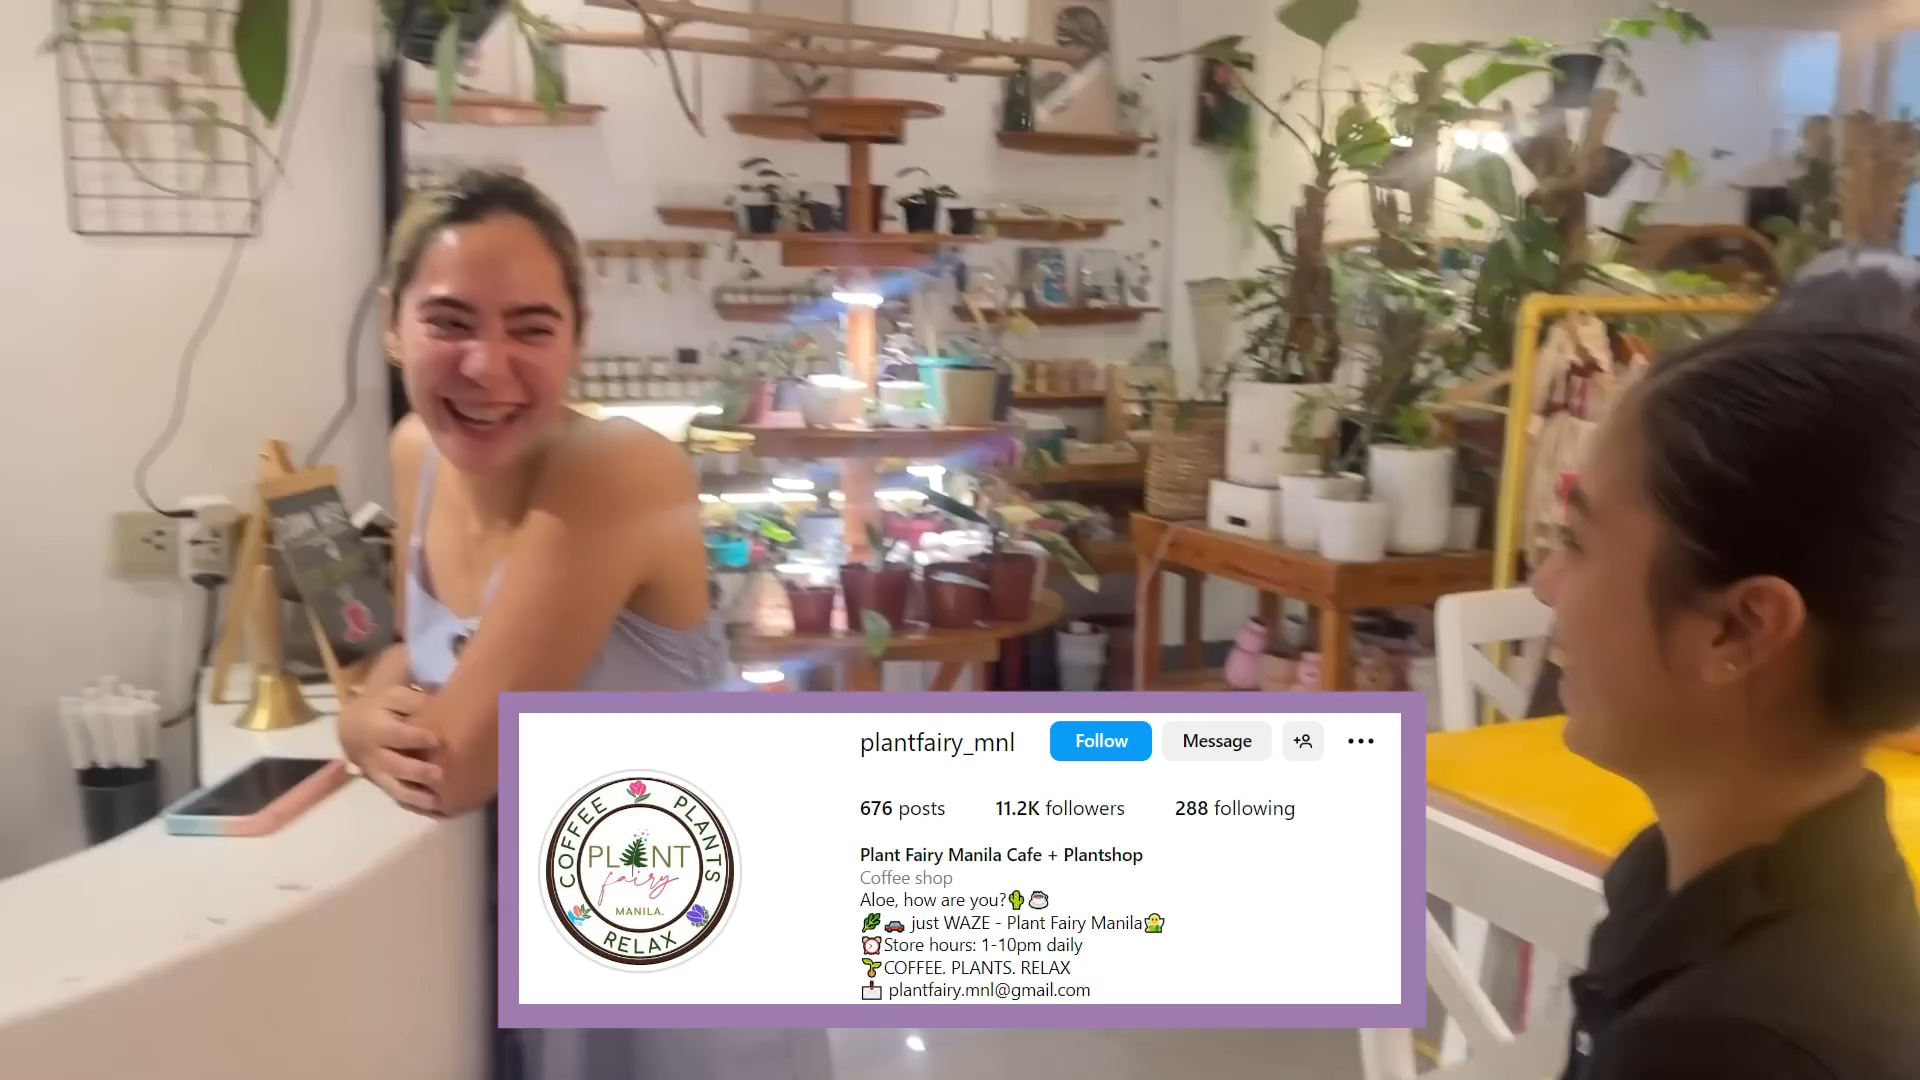 plantfairy_mnl
Follow
Message
676 posts
11.2K followers
288 following
Plant Fairy Manila Cafe + Plantshop
Coffee shop
Aloe, how are you?🌵☕
🌿🚗 just WAZE - Plant Fairy Manila🧝
⏰Store hours: 1-10pm daily
🌱COFFEE. PLANTS. RELAX
📩 plantfairy.mnl@gmail.com
COFFEE PLANTS
PLANT
fairy
MANILA.
RELAX